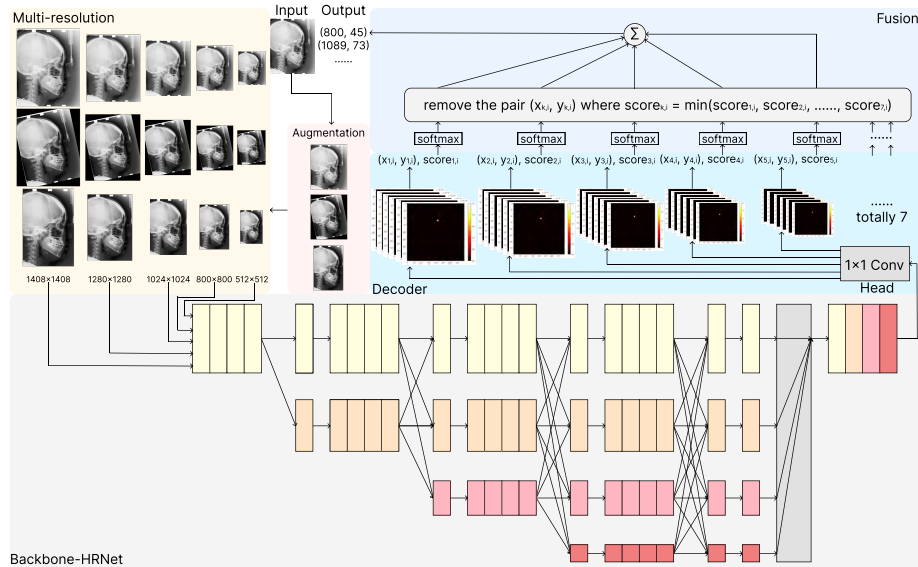 Multi-resolution
Input
Output
Fusion
(800, 45)
(1089, 73)
......
Σ
remove the pair (xk,i, yk,i) where scorek,i = min(score1,i, score2,i, ......, score7,i)
Augmentation
softmax
softmax
softmax
softmax
softmax
......
(x1,i, y1,i), score1,i
(x2,i, y2,i), score2,i
(x3,i, y3,i), score3,i
(x4,i, y4,i), score4,i
(x5,i, y5,i), score5,i
......
totally 7
1×1 Conv
1408×1408
1280×1280
1024×1024
800×800
512×512
Decoder
Head
Backbone-HRNet